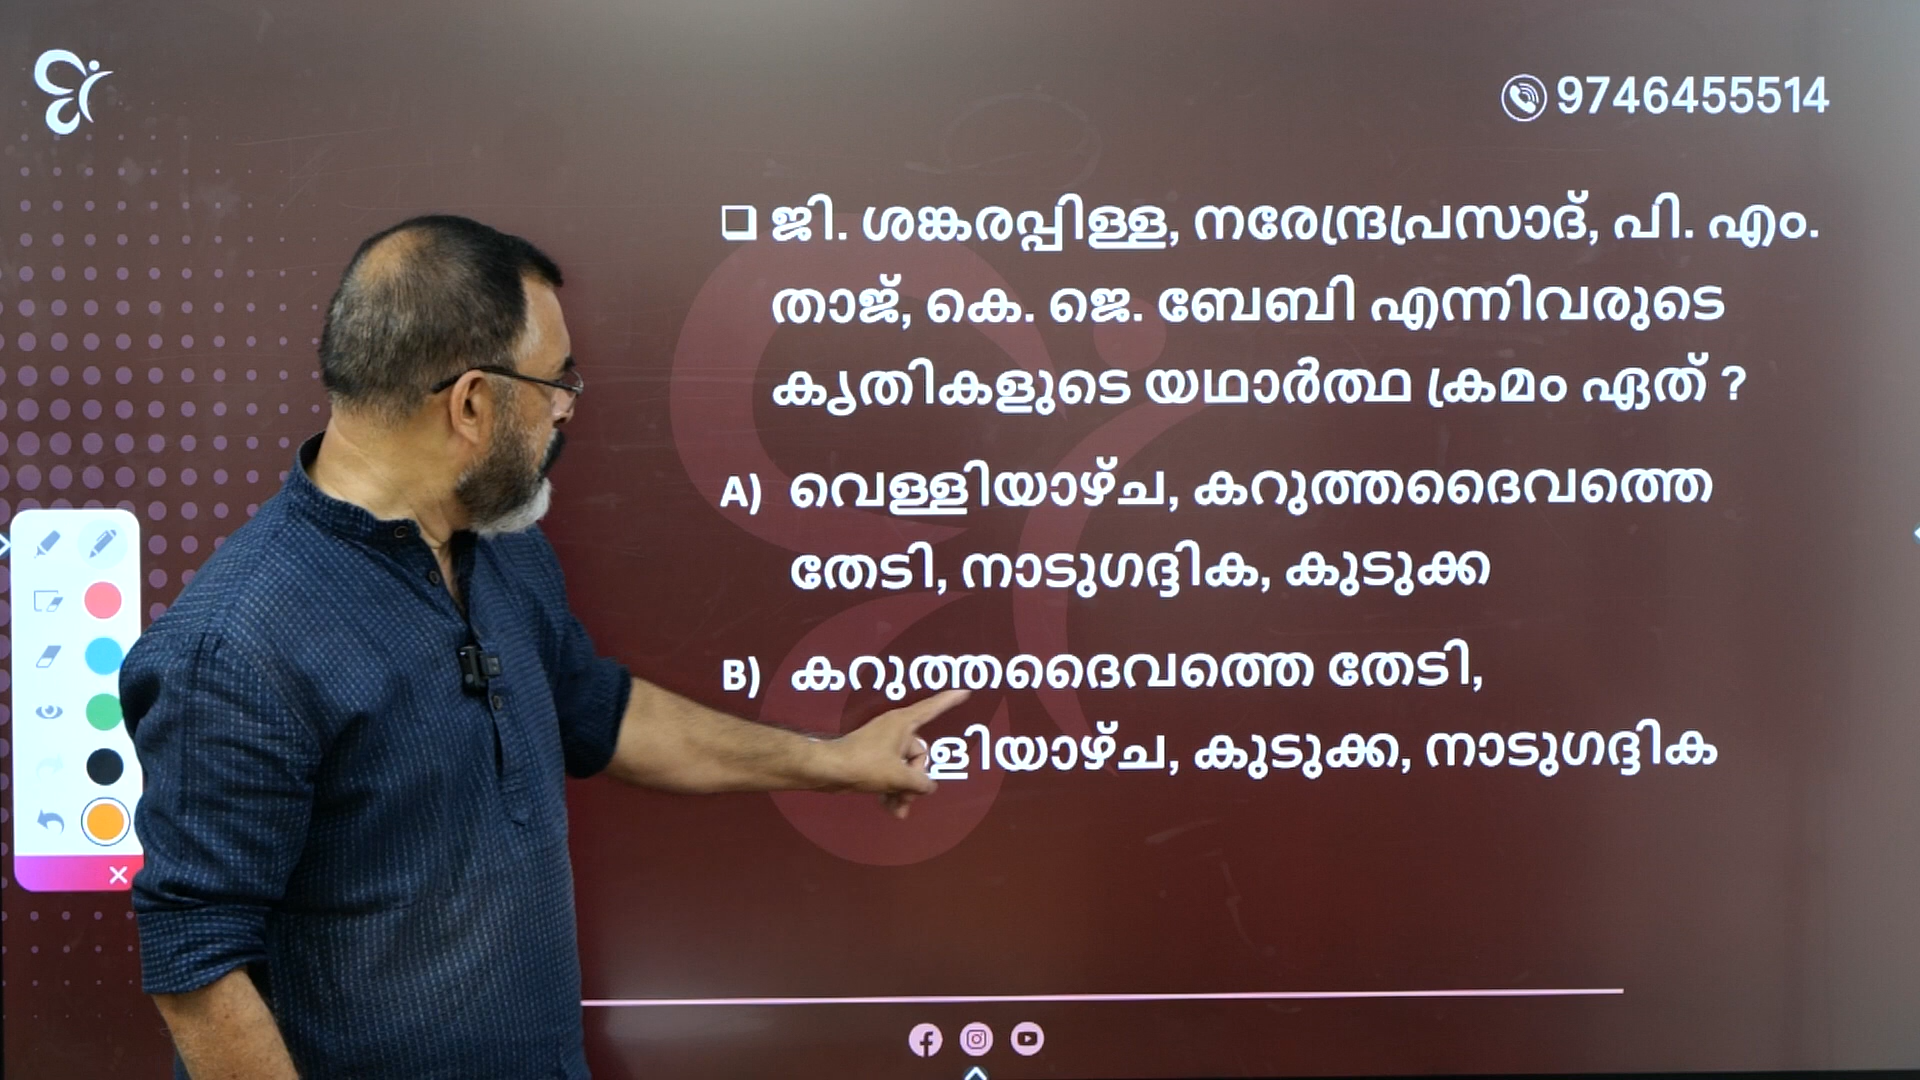 9746455514
❑ ജി. ശങ്കരപ്പിള്ള, നരേന്ദ്രപ്രസാദ്, പി. എം.
താജ്, കെ. ജെ. ബേബി എന്നിവരുടെ
കൃതികളുടെ യഥാർത്ഥ ക്രമം ഏത് ?
A) വെള്ളിയാഴ്ച, കറുത്തദൈവത്തെ
തേടി, നാടുഗദ്ദിക, കുടുക്ക
B) കറുത്തദൈവത്തെ തേടി,
കുടുക്ക, നാടുഗദ്ദിക